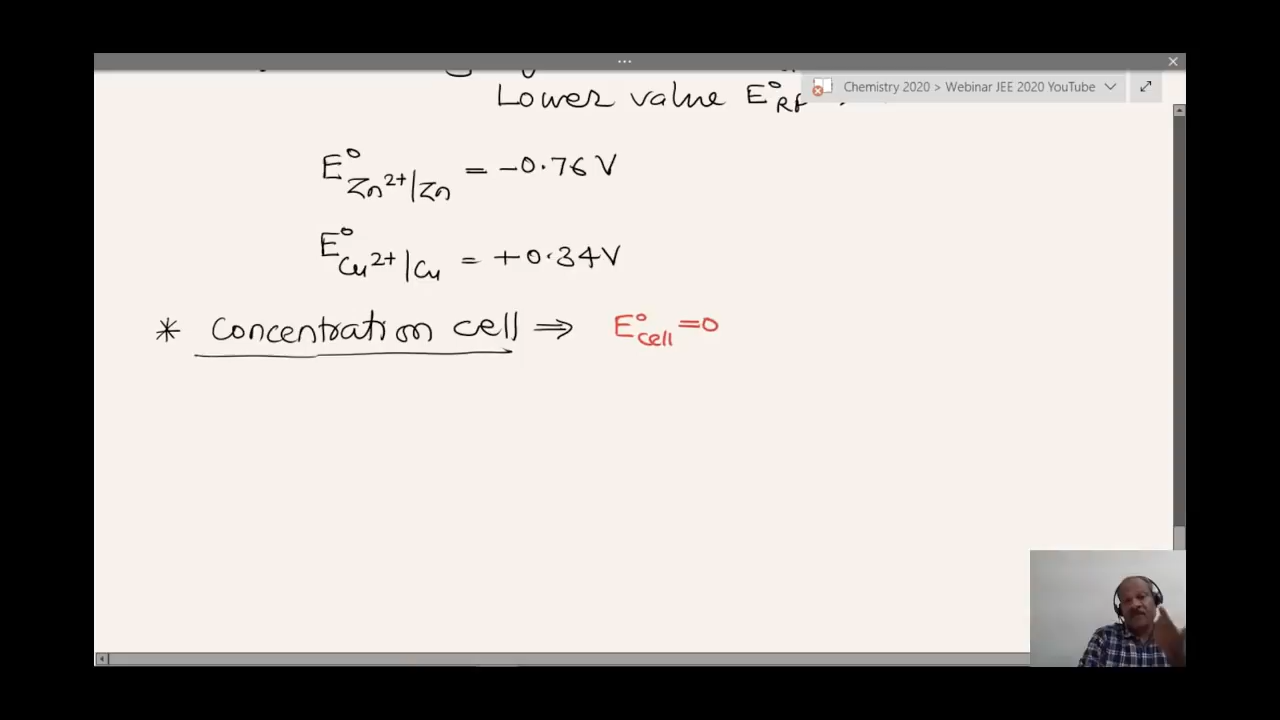 ...
Chemistry 2020 > Webinar JEE 2020 YouTube
Lower value E°RP
E°Zn²⁺/Zn = -0.76 V
E°Cu²⁺/Cu = +0.34V
* Concentration cell ⇒ E°cell = 0